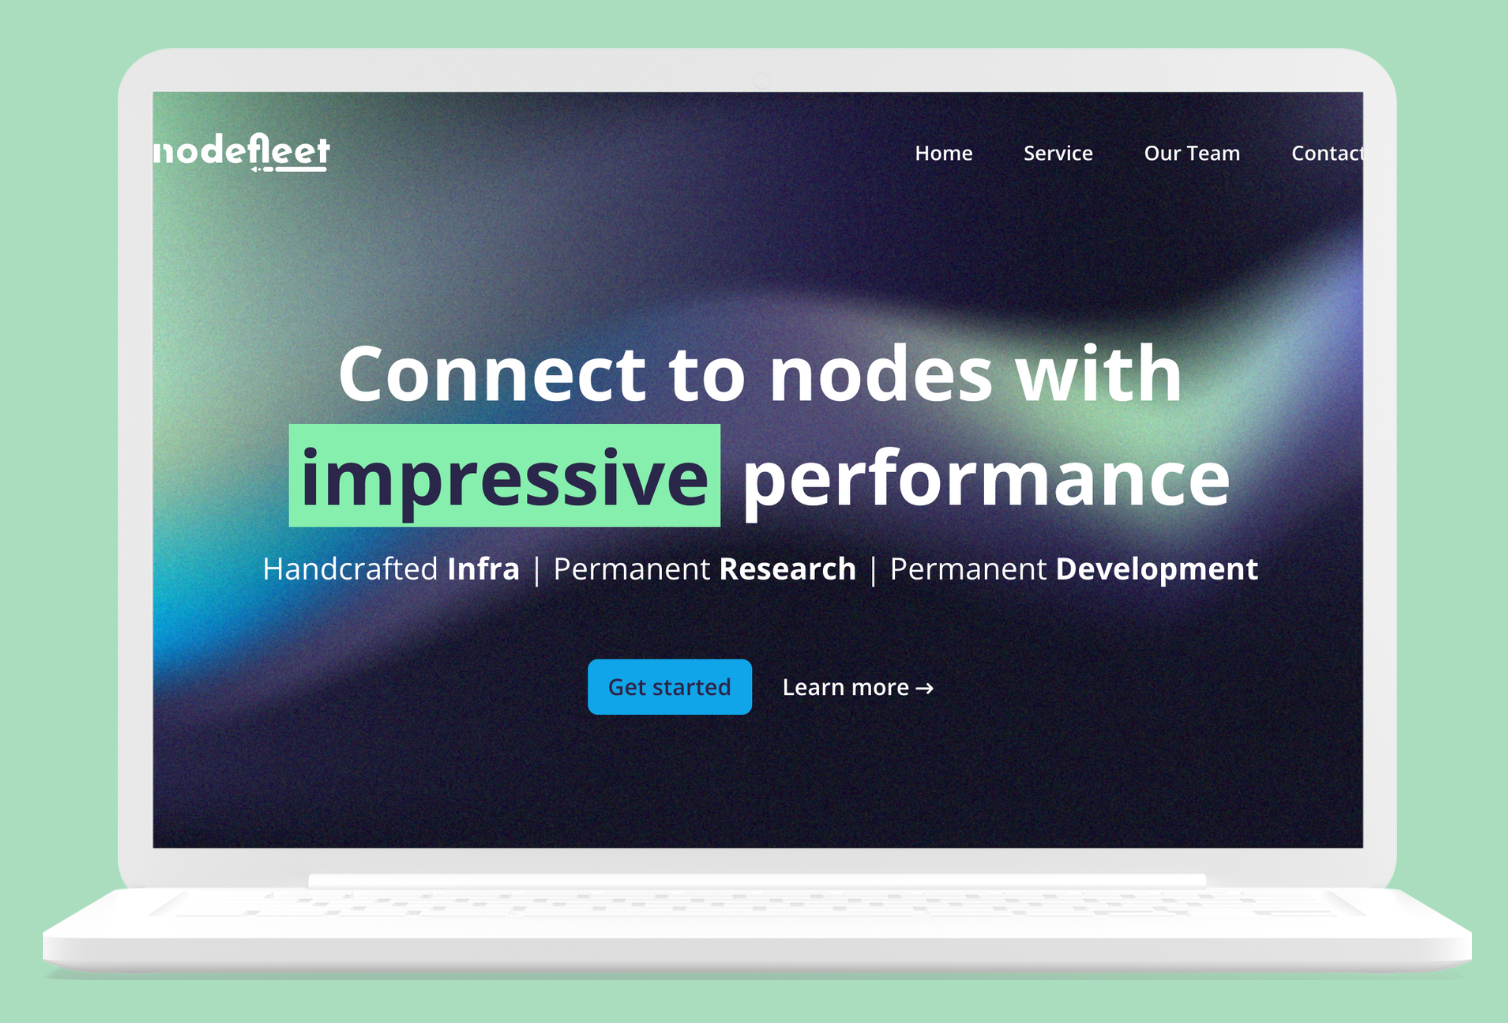 nodefleet
Home Service Our Team Contact
Connect to nodes with
impressive performance
Handcrafted Infra | Permanent Research | Permanent Development
Get started Learn more →